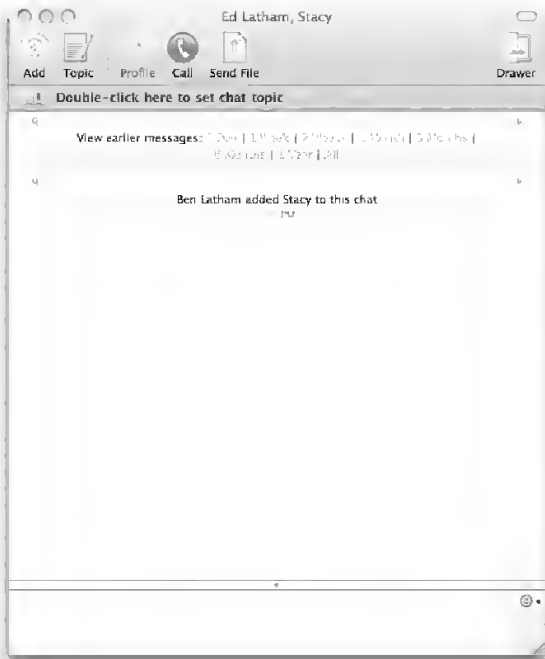 Ed Latham, Stacy
Add Topic Profile Call Send File Drawer
Double-click here to set chat topic
View earlier messages:
Ben Latham added Stacy to this chat